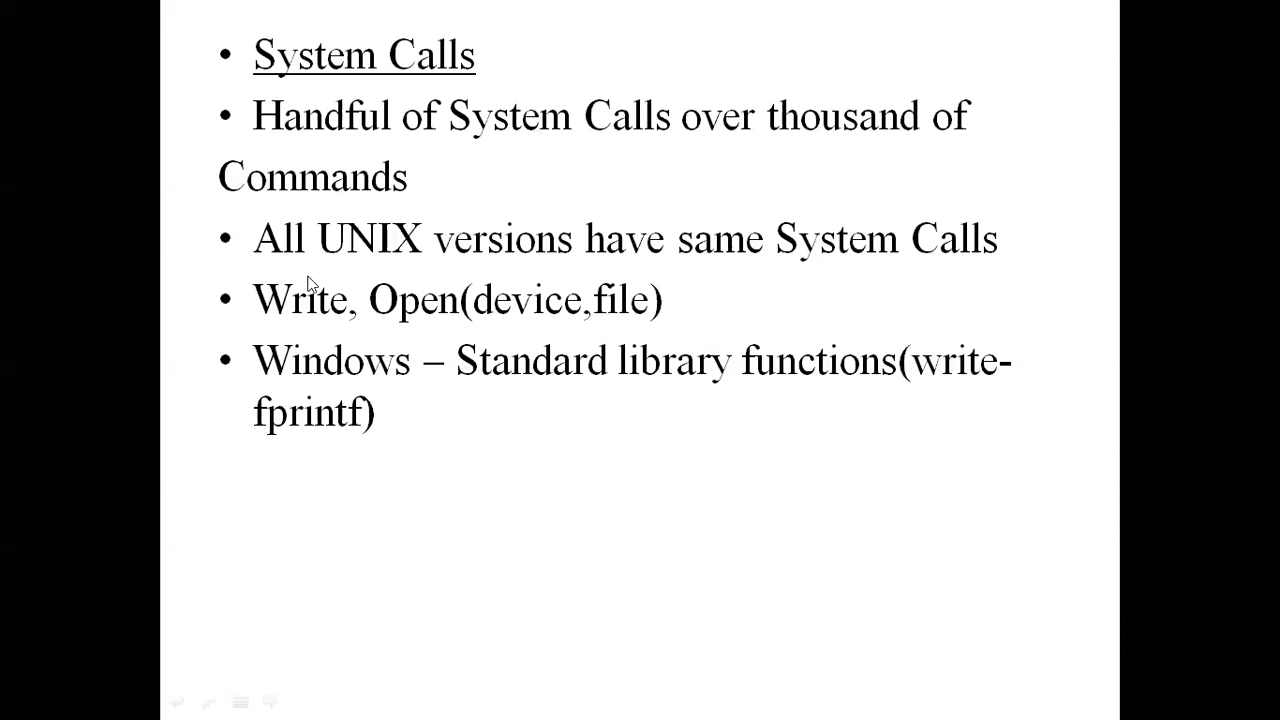 • System Calls
• Handful of System Calls over thousand of
Commands
• All UNIX versions have same System Calls
• Write, Open(device,file)
• Windows – Standard library functions(write-
fprintf)